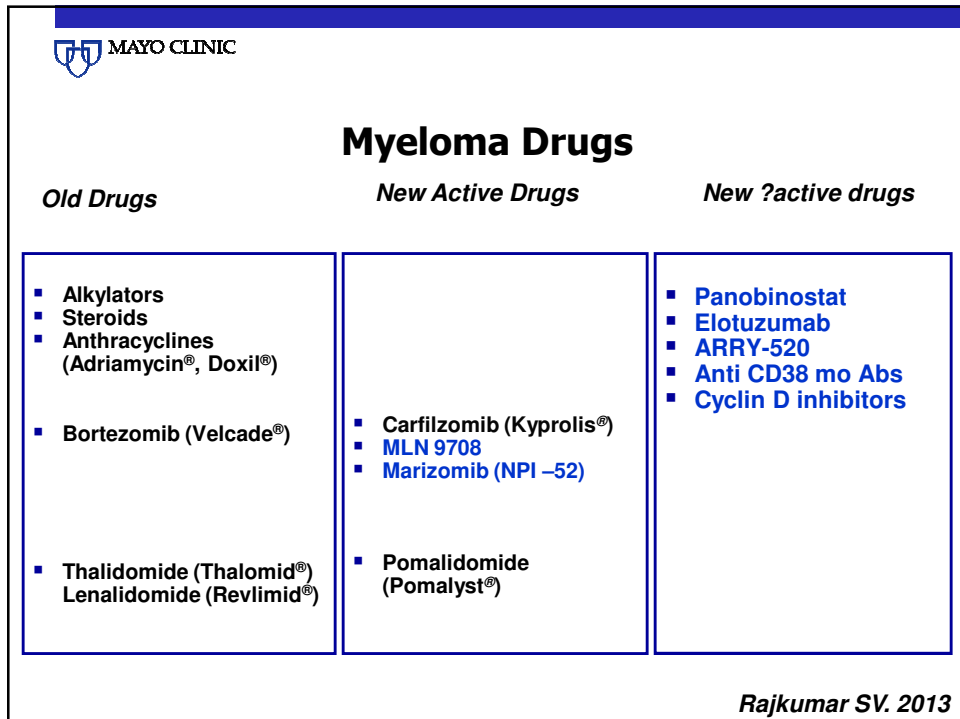 MAYO CLINIC
Myeloma Drugs
Old Drugs
New Active Drugs
New ?active drugs
▪ Alkylators
▪ Steroids
▪ Anthracyclines
(Adriamycin®, Doxil®)
▪ Bortezomib (Velcade®)
▪ Thalidomide (Thalomid®)
Lenalidomide (Revlimid®)
▪ Carfilzomib (Kyprolis®)
▪ MLN 9708
▪ Marizomib (NPI –52)
▪ Pomalidomide
(Pomalyst®)
▪ Panobinostat
▪ Elotuzumab
▪ ARRY-520
▪ Anti CD38 mo Abs
▪ Cyclin D inhibitors
Rajkumar SV. 2013